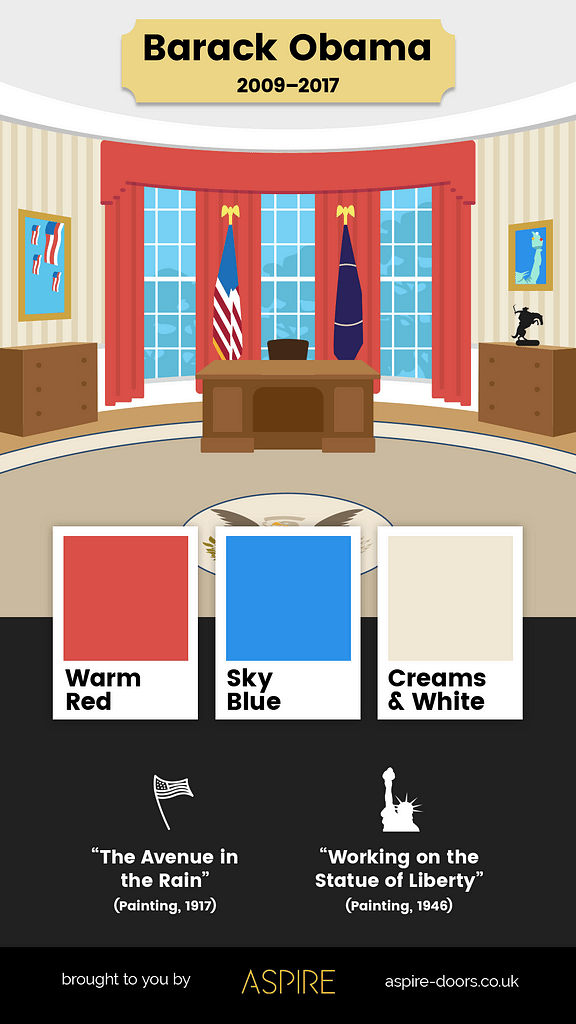 Barack Obama
2009–2017
Warm
Red
Sky
Blue
Creams
& White
“The Avenue in
the Rain”
(Painting, 1917)
“Working on the
Statue of Liberty”
(Painting, 1946)
brought to you by
ASPIRE
aspire-doors.co.uk